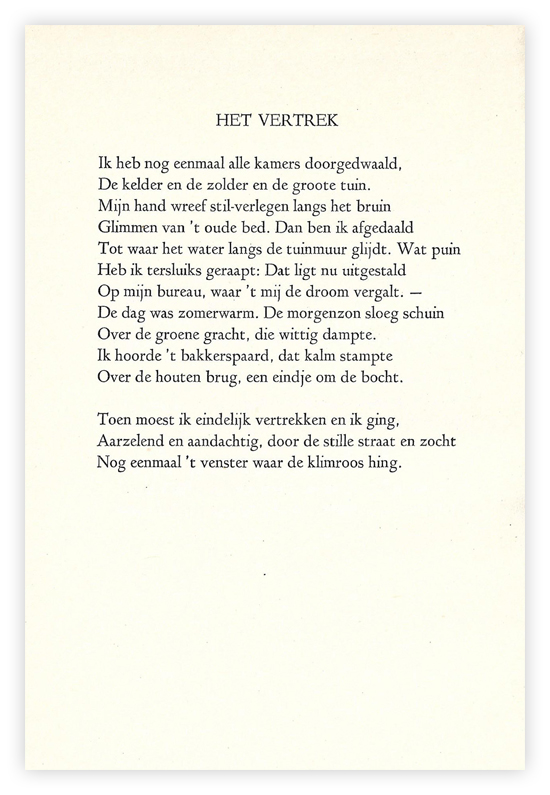 HET VERTREK
Ik heb nog eenmaal alle kamers doorgedwaald,
De kelder en de zolder en de groote tuin.
Mijn hand wreef stil-verlegen langs het bruin
Glimmen van 't oude bed. Dan ben ik afgedaald
Tot waar het water langs de tuinmuur glijdt. Wat puin
Heb ik tersluiks geraapt: Dat ligt nu uitgestald
Op mijn bureau, waar 't mij de droom vergalt. —
De dag was zomerwarm. De morgenzon sloeg schuin
Over de groene gracht, die wittig dampte.
Ik hoorde 't bakkerspaard, dat kalm stampte
Over de houten brug, een eindje om de bocht.
Toen moest ik eindelijk vertrekken en ik ging,
Aarzelend en aandachtig, door de stille straat en zocht
Nog eenmaal 't venster waar de klimroos hing.